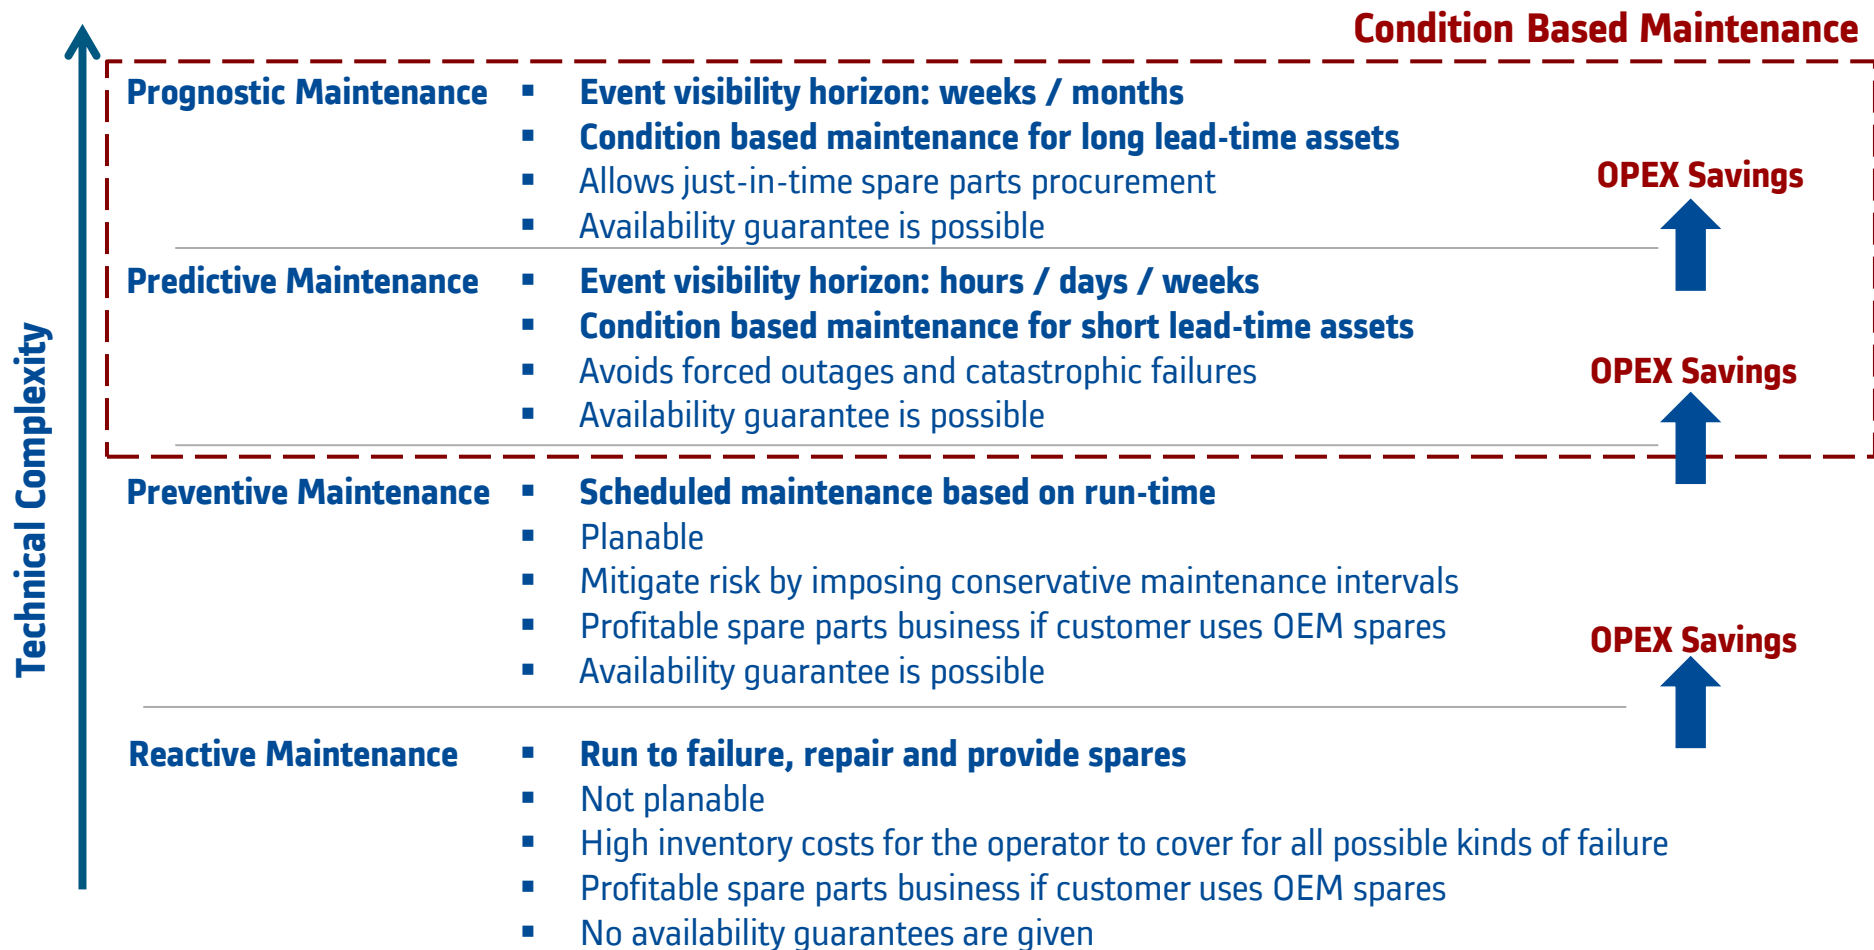 Condition Based Maintenance
Technical Complexity
Prognostic Maintenance
▪ Event visibility horizon: weeks / months
▪ Condition based maintenance for long lead-time assets
▪ Allows just-in-time spare parts procurement
▪ Availability guarantee is possible
OPEX Savings
Predictive Maintenance
▪ Event visibility horizon: hours / days / weeks
▪ Condition based maintenance for short lead-time assets
▪ Avoids forced outages and catastrophic failures
▪ Availability guarantee is possible
OPEX Savings
Preventive Maintenance
▪ Scheduled maintenance based on run-time
▪ Planable
▪ Mitigate risk by imposing conservative maintenance intervals
▪ Profitable spare parts business if customer uses OEM spares
▪ Availability guarantee is possible
OPEX Savings
Reactive Maintenance
▪ Run to failure, repair and provide spares
▪ Not planable
▪ High inventory costs for the operator to cover for all possible kinds of failure
▪ Profitable spare parts business if customer uses OEM spares
▪ No availability guarantees are given